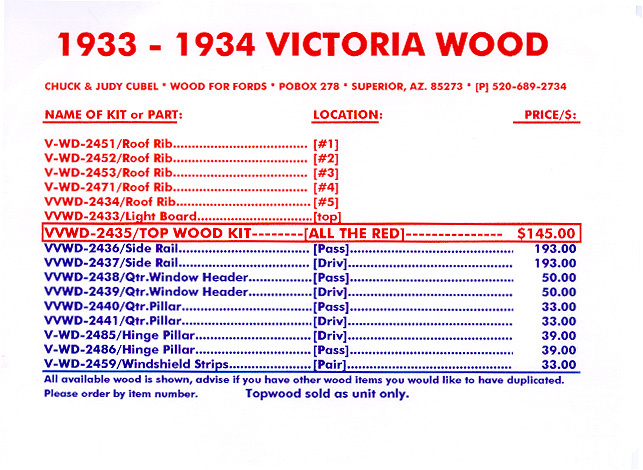 1933 - 1934 VICTORIA WOOD
CHUCK & JUDY CUBEL * WOOD FOR FORDS * POBOX 278 * SUPERIOR, AZ. 85273 * [P] 520-689-2734
NAME OF KIT or PART: LOCATION: PRICE/$:
V-WD-2451/Roof Rib.................................. [#1]
V-WD-2452/Roof Rib.................................. [#2]
V-WD-2453/Roof Rib.................................. [#3]
V-WD-2471/Roof Rib.................................. [#4]
VVWD-2434/Roof Rib.................................. [#5]
VVWD-2433/Light Board.............................[top]
VVWD-2435/TOP WOOD KIT--------[ALL THE RED]--------------- $145.00
VVWD-2436/Side Rail..................................[Pass].......................................... 193.00
VVWD-2437/Side Rail..................................[Driv].......................................... 193.00
VVWD-2438/Qtr.Window Header................[Pass].......................................... 50.00
VVWD-2439/Qtr.Window Header................[Driv].......................................... 50.00
VVWD-2440/Qtr.Pillar.................................[Pass].......................................... 33.00
VVWD-2441/Qtr.Pillar.................................[Driv].......................................... 33.00
V-WD-2485/Hinge Pillar..............................[Driv].......................................... 39.00
V-WD-2486/Hinge Pillar..............................[Pass].......................................... 39.00
V-WD-2459/Windshield Strips.....................[Pair].......................................... 33.00
All available wood is shown, advise if you have other wood items you would like to have duplicated.
Please order by item number. Topwood sold as unit only.